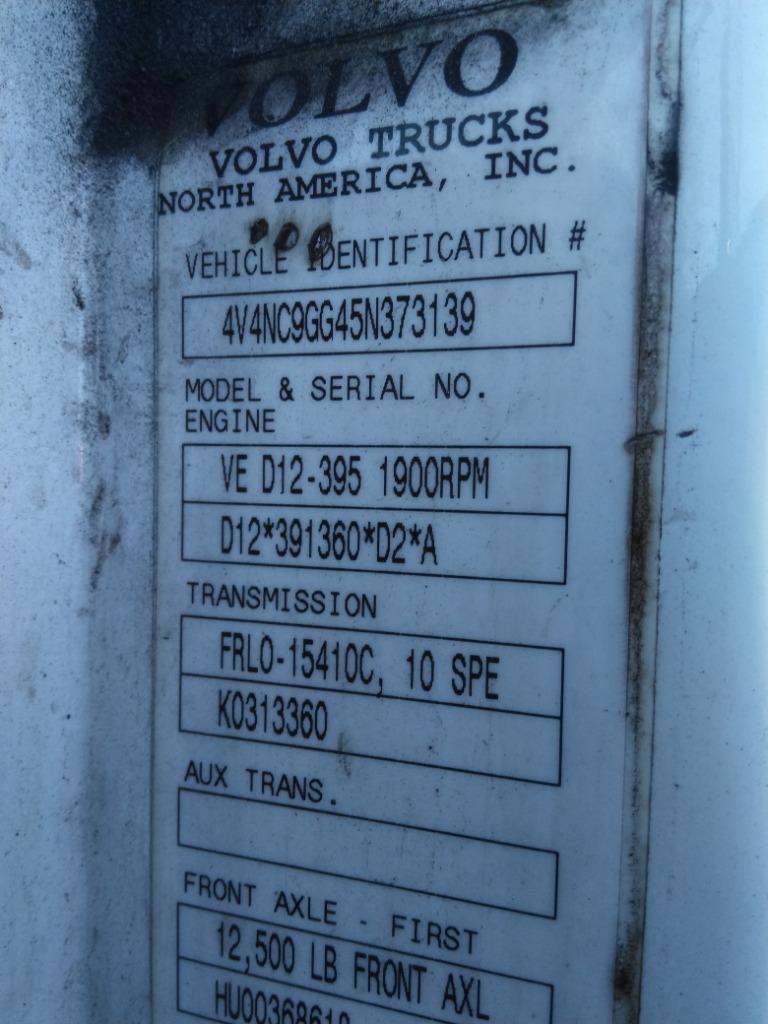 VOLVO
VOLVO TRUCKS
NORTH AMERICA, INC.
VEHICLE IDENTIFICATION #
4V4NC9GG45N373139
MODEL & SERIAL NO.
ENGINE
VE D12-395 1900RPM
D12*391360*D2*A
TRANSMISSION
FRLO-15410C, 10 SPE
K0313360
AUX TRANS.
FRONT AXLE - FIRST
12,500 LB FRONT AXL